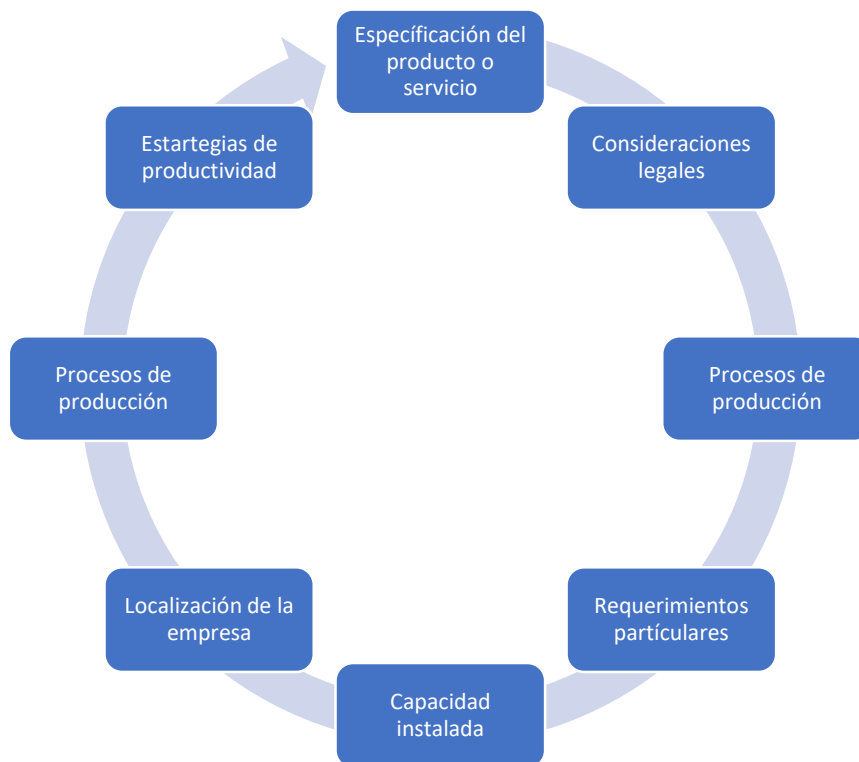 Específicación del
producto o
servicio
Consideraciones
legales
Procesos de
producción
Requerimientos
partículares
Capacidad
instalada
Localización de la
empresa
Procesos de
producción
Estartegias de
productividad